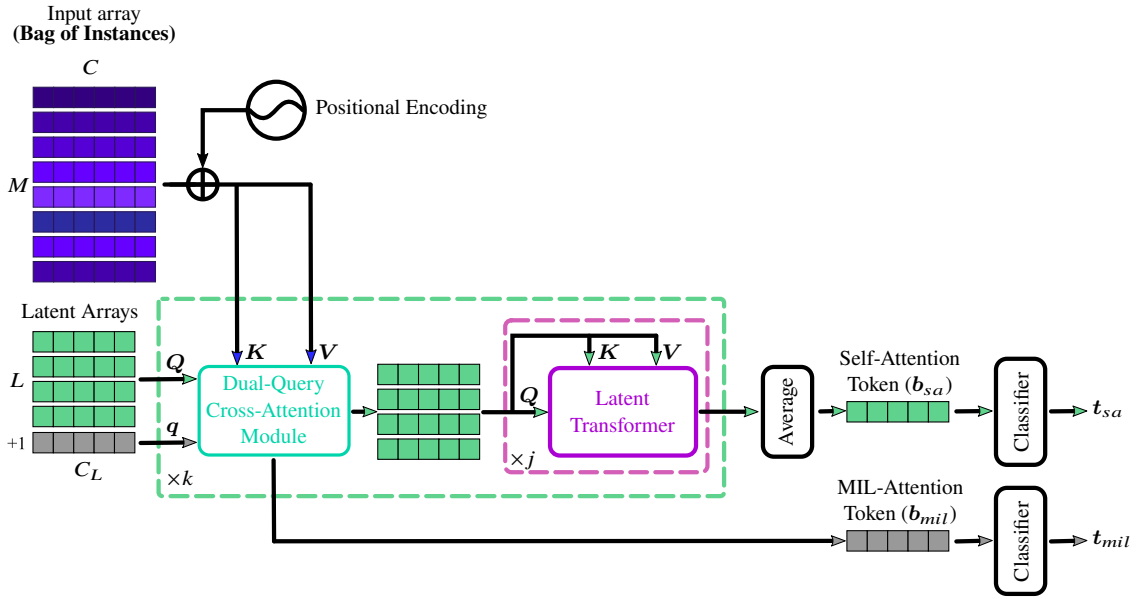 Input array
(Bag of Instances)
C
Positional Encoding
M
Latent Arrays
L
+1
C_L
Q
q
K
V
Dual-Query
Cross-Attention
Module
×k
Q
K
V
Latent
Transformer
×j
Average
Self-Attention
Token (b_sa)
Classifier
t_sa
MIL-Attention
Token (b_mil)
Classifier
t_mil